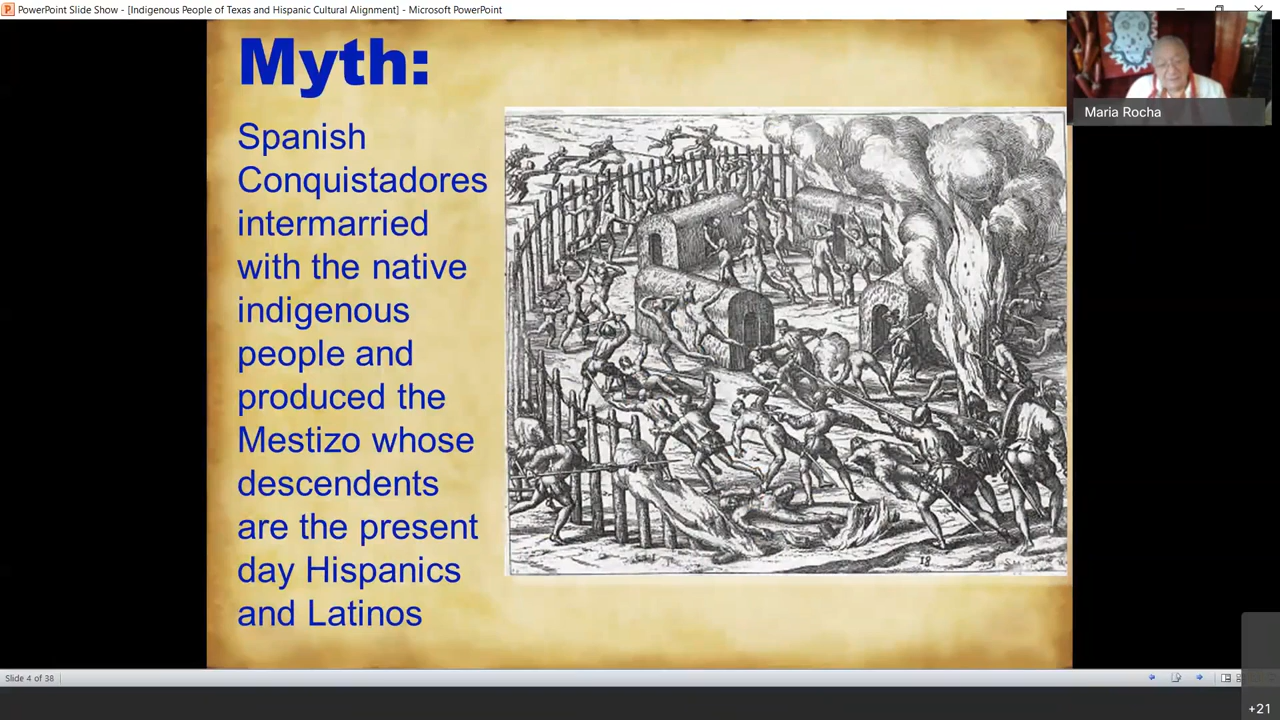 PowerPoint Slide Show - [Indigenous People of Texas and Hispanic Cultural Alignment] - Microsoft PowerPoint
Maria Rocha
Myth:
Spanish
Conquistadores
intermarried
with the native
indigenous
people and
produced the
Mestizo whose
descendents
are the present
day Hispanics
and Latinos
18
Slide 4 of 38
+21